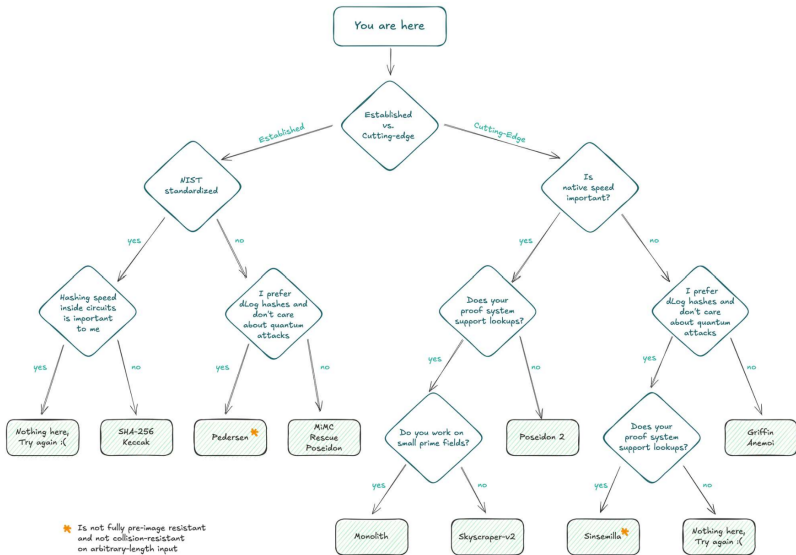 You are here
Established
vs.
Cutting-edge
Established
Cutting-Edge
NIST
standardized
Is
native speed
important?
yes
no
yes
no
Hashing speed
inside circuits
is important
to me
I prefer
dLog hashes and
don't care
about quantum
attacks
Does your
proof system
support lookups?
I prefer
dLog hashes and
don't care
about quantum
attacks
yes
no
yes
no
yes
no
yes
no
Nothing here,
Try again :(
SHA-256
Keccak
Pedersen
MiMC
Rescue
Poseidon
Do you work on
small prime fields?
Poseidon 2
Does your
proof system
support lookups?
Griffin
Anemoi
yes
no
yes
no
Monolith
Skyscraper-v2
Sinsemilla
Nothing here,
Try again :(
Is not fully pre-image resistant
and not collision-resistant
on arbitrary-length input